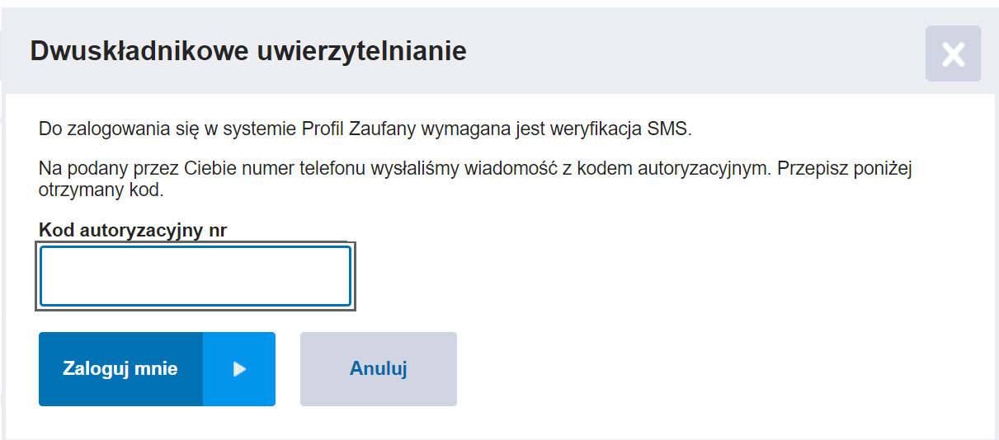 Dwuskładnikowe uwierzytelnianie
Do zalogowania się w systemie Profil Zaufany wymagana jest weryfikacja SMS.
Na podany przez Ciebie numer telefonu wysłaliśmy wiadomość z kodem autoryzacyjnym. Przepisz poniżej
otrzymany kod.
Kod autoryzacyjny nr
Zaloguj mnie
Anuluj